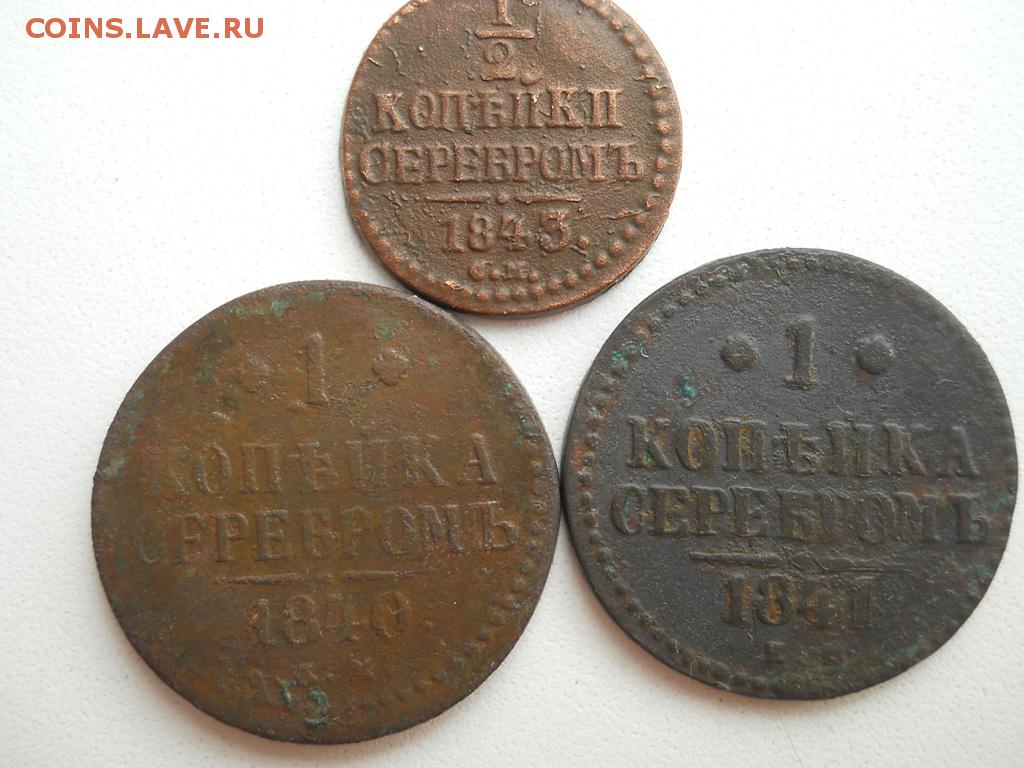 COINS.LAVE.RU
1
2
КОПѢЙКИ
СЕРЕБРОМЪ
1843.
С.М.
1
КОПѢЙКА
СЕРЕБРОМЪ
1840
1
КОПѢЙКА
СЕРЕБРОМЪ
1841